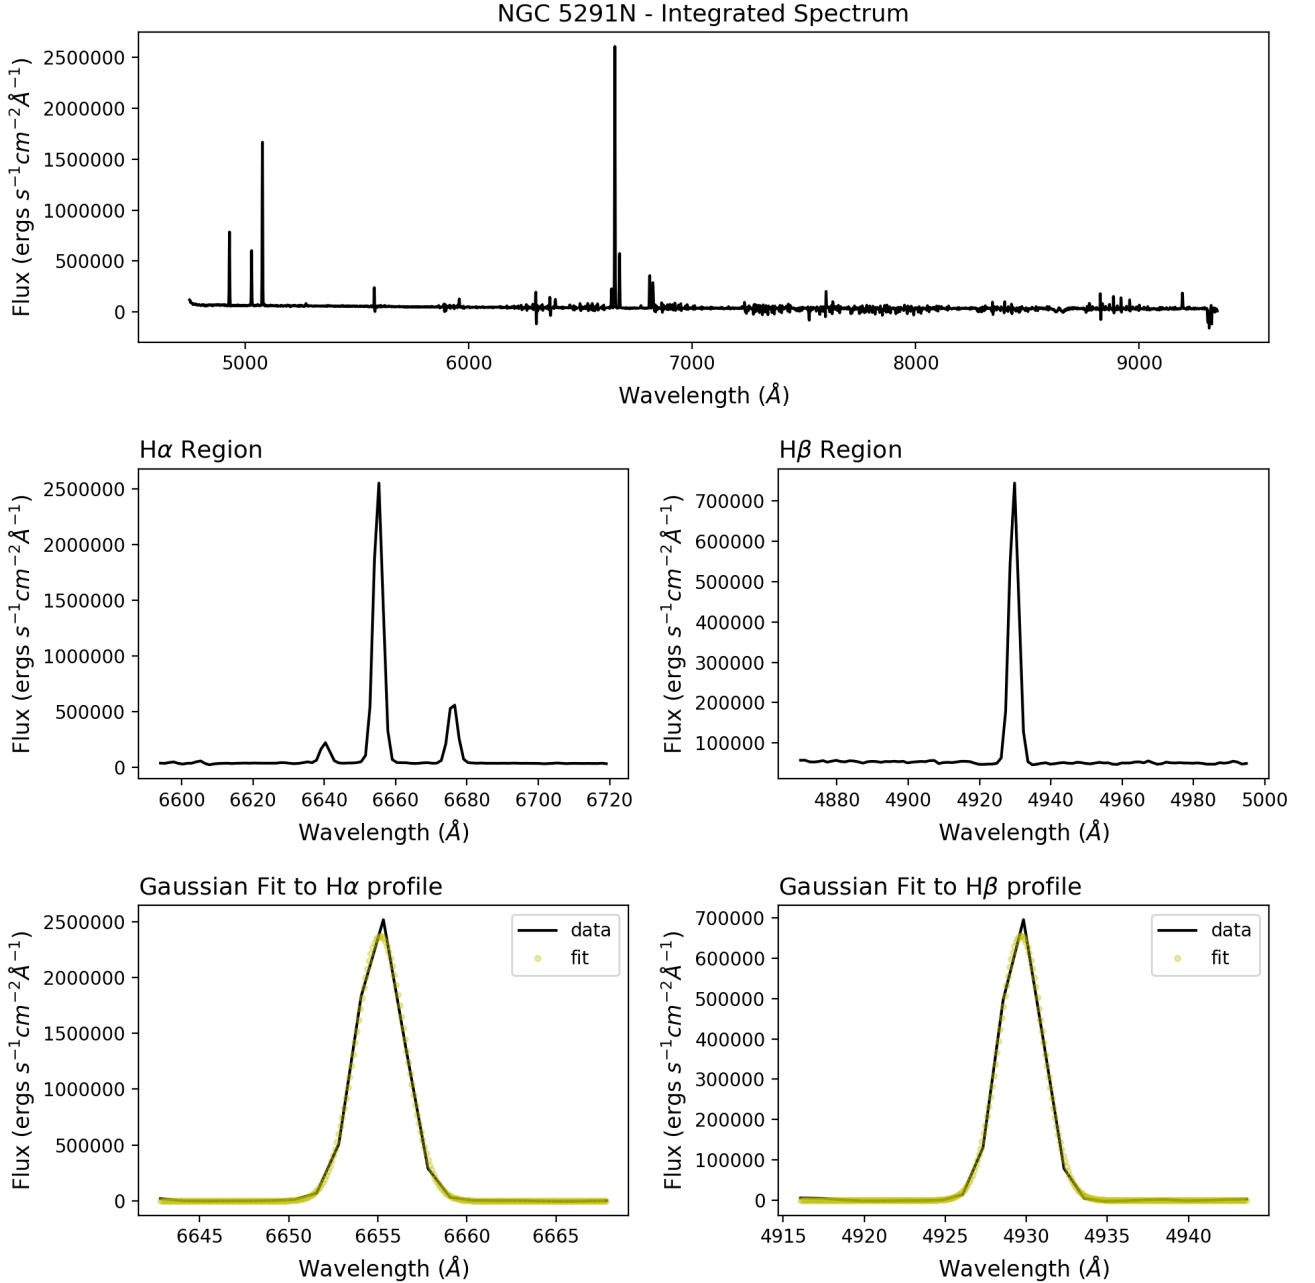 NGC 5291N - Integrated Spectrum
Flux (ergs s⁻¹cm⁻²Å⁻¹)
2500000
2000000
1500000
1000000
500000
0
5000 6000 7000 8000 9000
Wavelength (Å)
Hα Region
Flux (ergs s⁻¹cm⁻²Å⁻¹)
2500000
2000000
1500000
1000000
500000
0
6600 6620 6640 6660 6680 6700 6720
Wavelength (Å)
Hβ Region
Flux (ergs s⁻¹cm⁻²Å⁻¹)
700000
600000
500000
400000
300000
200000
100000
4880 4900 4920 4940 4960 4980 5000
Wavelength (Å)
Gaussian Fit to Hα profile
Flux (ergs s⁻¹cm⁻²Å⁻¹)
2500000
2000000
1500000
1000000
500000
0
data
fit
6645 6650 6655 6660 6665
Wavelength (Å)
Gaussian Fit to Hβ profile
Flux (ergs s⁻¹cm⁻²Å⁻¹)
700000
600000
500000
400000
300000
200000
100000
0
data
fit
4915 4920 4925 4930 4935 4940
Wavelength (Å)